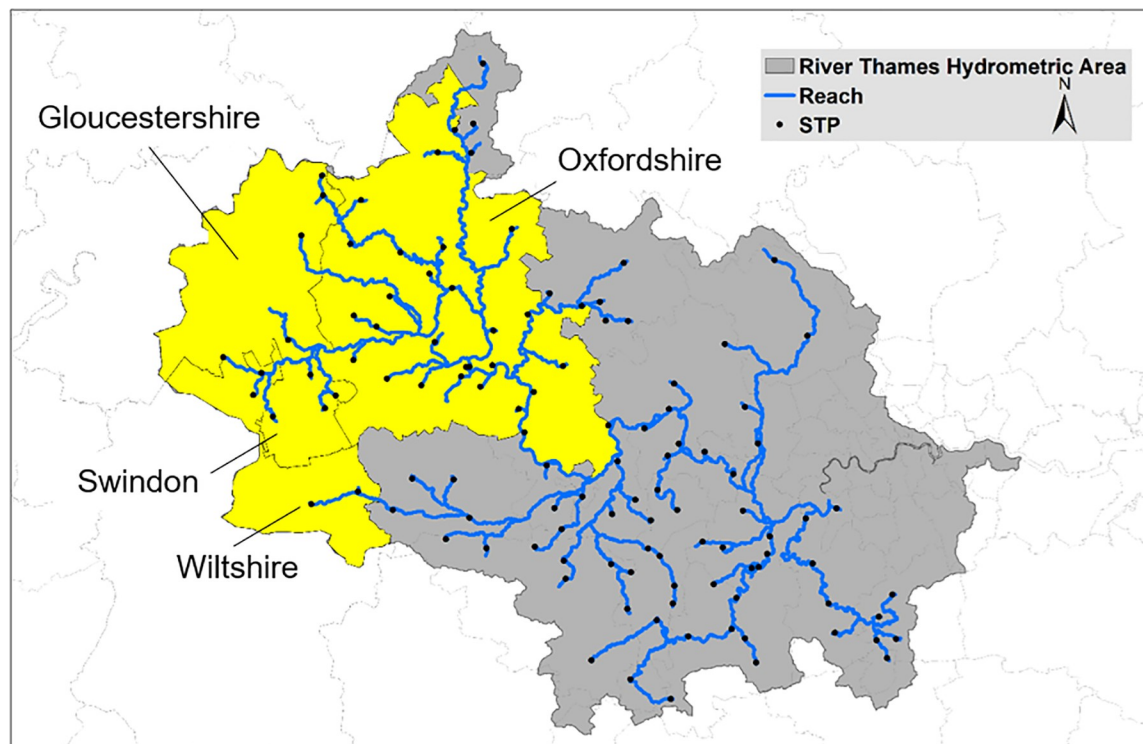 River Thames Hydrometric Area
N
Reach
STP
Gloucestershire
Oxfordshire
Swindon
Wiltshire